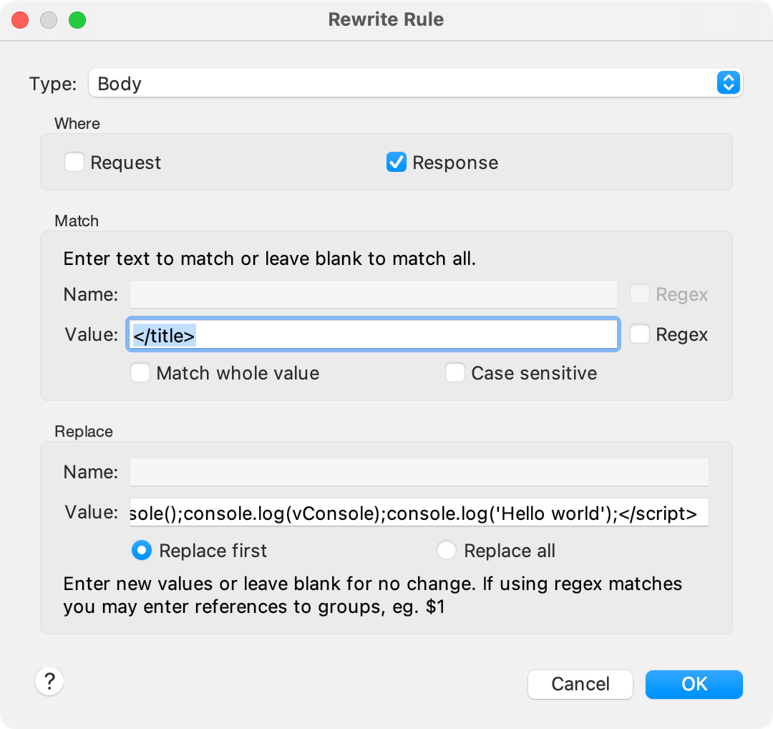 Rewrite Rule
Type: Body
Where
Request Response
Match
Enter text to match or leave blank to match all.
Name: Regex
Value: </title> Regex
Match whole value Case sensitive
Replace
Name:
Value: sole();console.log(vConsole);console.log('Hello world');</script>
Replace first Replace all
Enter new values or leave blank for no change. If using regex matches
you may enter references to groups, eg. $1
? Cancel OK